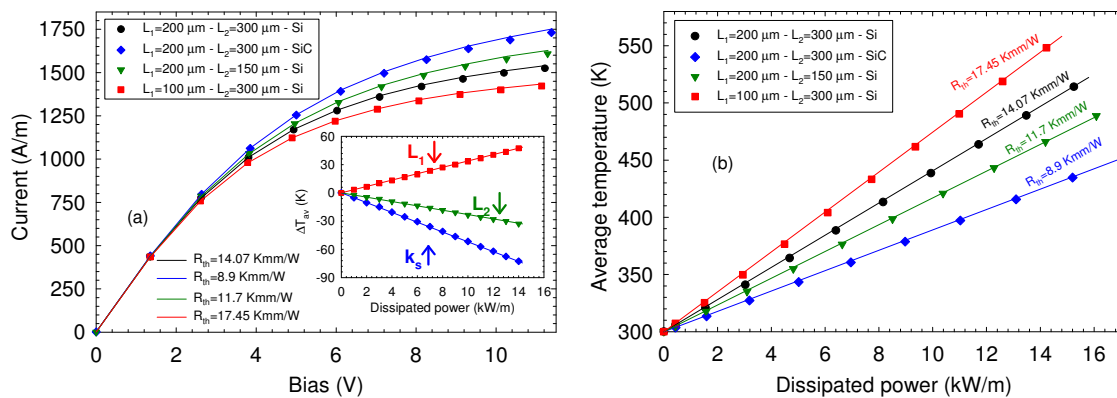 L₁=200 μm - L₂=300 μm - Si
L₁=200 μm - L₂=300 μm - SiC
L₁=200 μm - L₂=150 μm - Si
L₁=100 μm - L₂=300 μm - Si
Current (A/m)
1750
1500
1250
1000
750
500
250
0
(a)
L₁↓
L₂↓
kₛ↑
ΔTav (K)
60
30
0
-30
-60
-90
0 2 4 6 8 10 12 14 16
Dissipated power (kW/m)
Rth=14.07 Kmm/W
Rth=8.9 Kmm/W
Rth=11.7 Kmm/W
Rth=17.45 Kmm/W
0 2 4 6 8 10
Bias (V)
L₁=200 μm - L₂=300 μm - Si
L₁=200 μm - L₂=300 μm - SiC
L₁=200 μm - L₂=150 μm - Si
L₁=100 μm - L₂=300 μm - Si
Average temperature (K)
550
500
450
400
350
300
Rth=17.45 Kmm/W
Rth=14.07 Kmm/W
Rth=11.7 Kmm/W
Rth=8.9 Kmm/W
(b)
0 2 4 6 8 10 12 14 16
Dissipated power (kW/m)